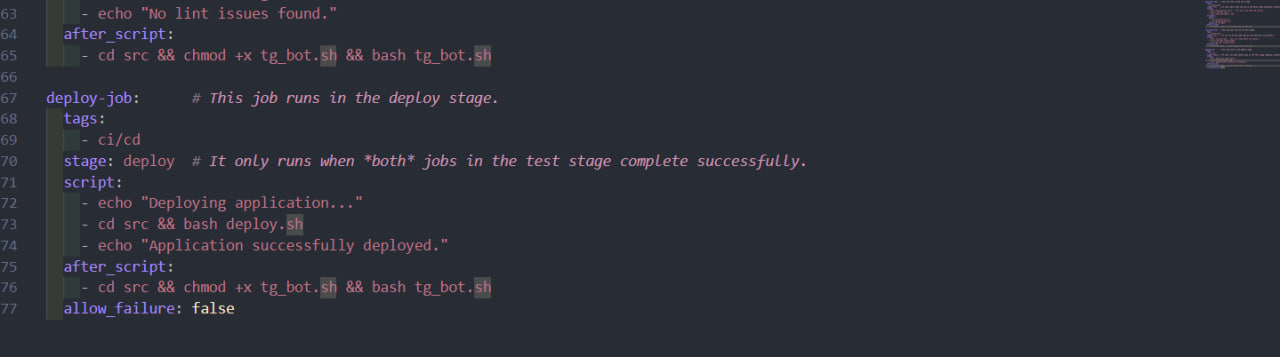 63 - echo "No lint issues found."
64 after_script:
65 - cd src && chmod +x tg_bot.sh && bash tg_bot.sh
66
67 deploy-job: # This job runs in the deploy stage.
68 tags:
69 - ci/cd
70 stage: deploy # It only runs when *both* jobs in the test stage complete successfully.
71 script:
72 - echo "Deploying application..."
73 - cd src && bash deploy.sh
74 - echo "Application successfully deployed."
75 after_script:
76 - cd src && chmod +x tg_bot.sh && bash tg_bot.sh
77 allow_failure: false